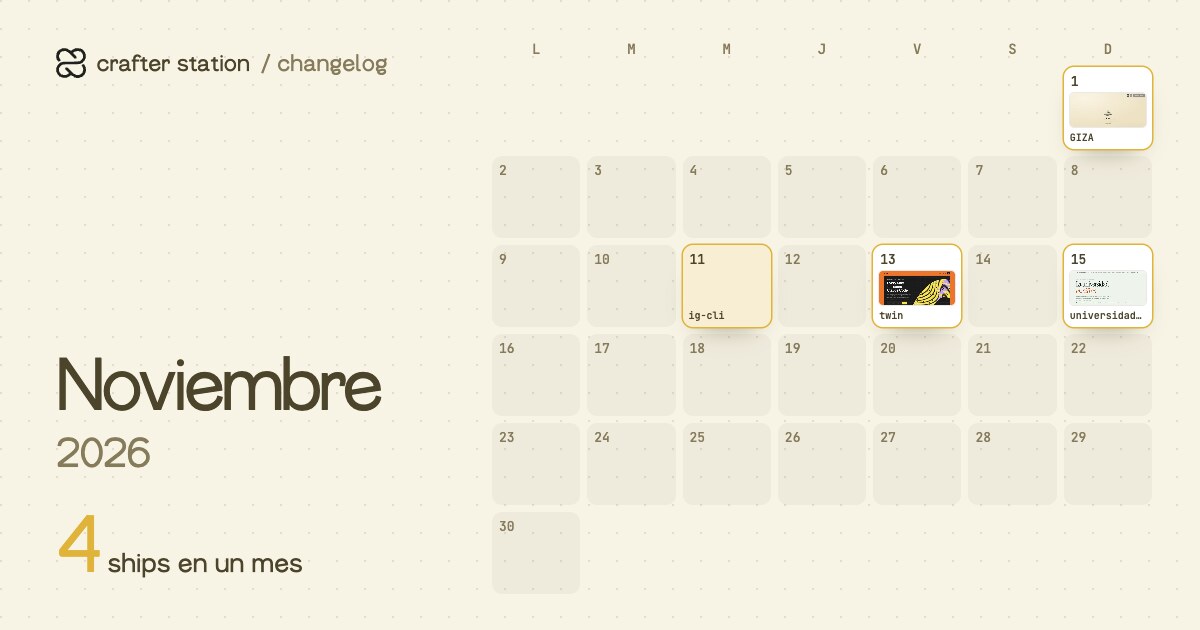 crafter station / changelog
L M M J V S D
1
GIZA
2 3 4 5 6 7 8
9 10 11 12 13 14 15
ig-cli twin universidad…
16 17 18 19 20 21 22
Noviembre
2026
23 24 25 26 27 28 29
30
4 ships en un mes